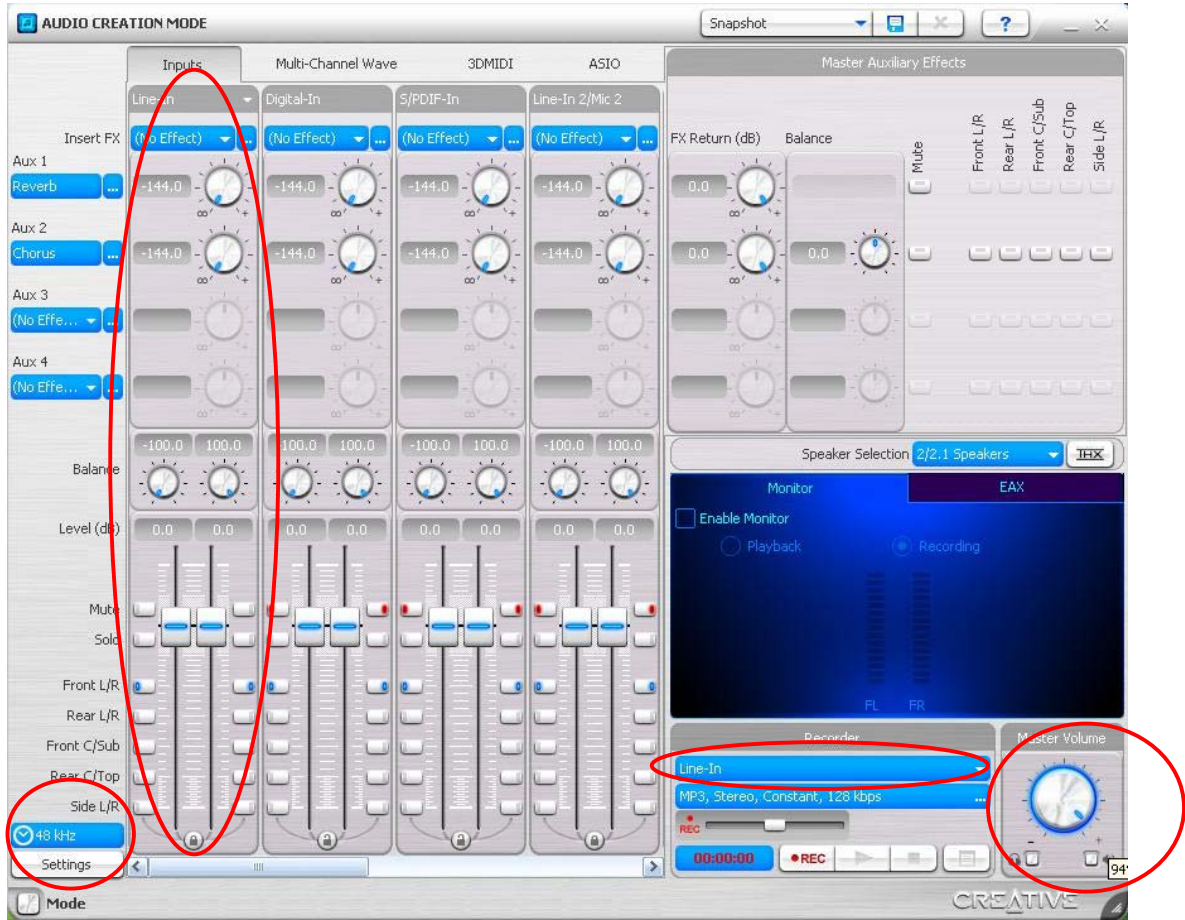 AUDIO CREATION MODE
Snapshot
?
Inputs Multi-Channel Wave 3DMIDI ASIO
Master Auxiliary Effects
Line-In Digital-In S/PDIF-In Line-In 2/Mic 2
Insert FX (No Effect) ... (No Effect) ... (No Effect) ... (No Effect) ...
FX Return (dB) Balance Mute Front L/R Rear L/R Front C/Sub Rear C/Top Side L/R
Aux 1
Reverb ... -144.0 -144.0 -144.0 -144.0 0.0
∞ + ∞ + ∞ + ∞ + ∞ +
Aux 2
Chorus ... -144.0 -144.0 -144.0 -144.0 0.0 0.0 0
∞ + ∞ + ∞ + ∞ + ∞ +
Aux 3
(No Effe... ...
∞ + ∞ + ∞ + ∞ + ∞ +
Aux 4
(No Effe... ...
∞ + ∞ + ∞ + ∞ + ∞ +
Balance -100.0 100.0 -100.0 100.0 -100.0 100.0 -100.0 100.0
Speaker Selection 2/2.1 Speakers THX
Monitor EAX
Enable Monitor
Playback Recording
Level (dB) 0.0 0.0 0.0 0.0 0.0 0.0 0.0 0.0
Mute
Solo
Front L/R
Rear L/R
Front C/Sub
Rear C/Top
Side L/R
FL FR
Recorder
Line-In
MP3, Stereo, Constant, 128 kbps ...
REC
00:00:00 REC
Master Volume
- +
94
48 kHz
Settings
Mode
CREATIVE